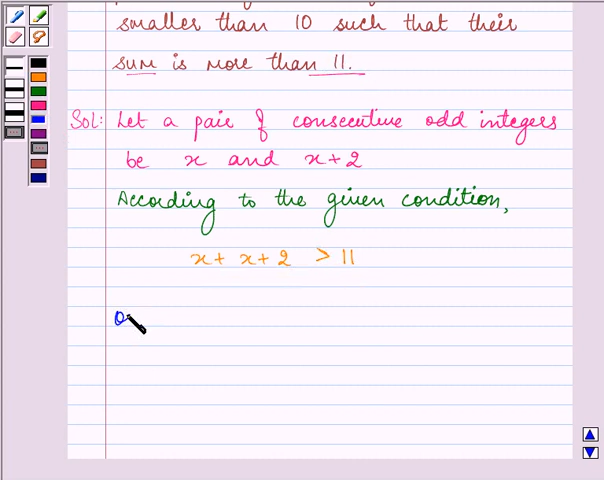 smaller than 10 such that their
sum is more than 11.
Sol: Let a pair of consecutive odd integers
be x and x+2
According to the given condition,
x + x + 2 > 11